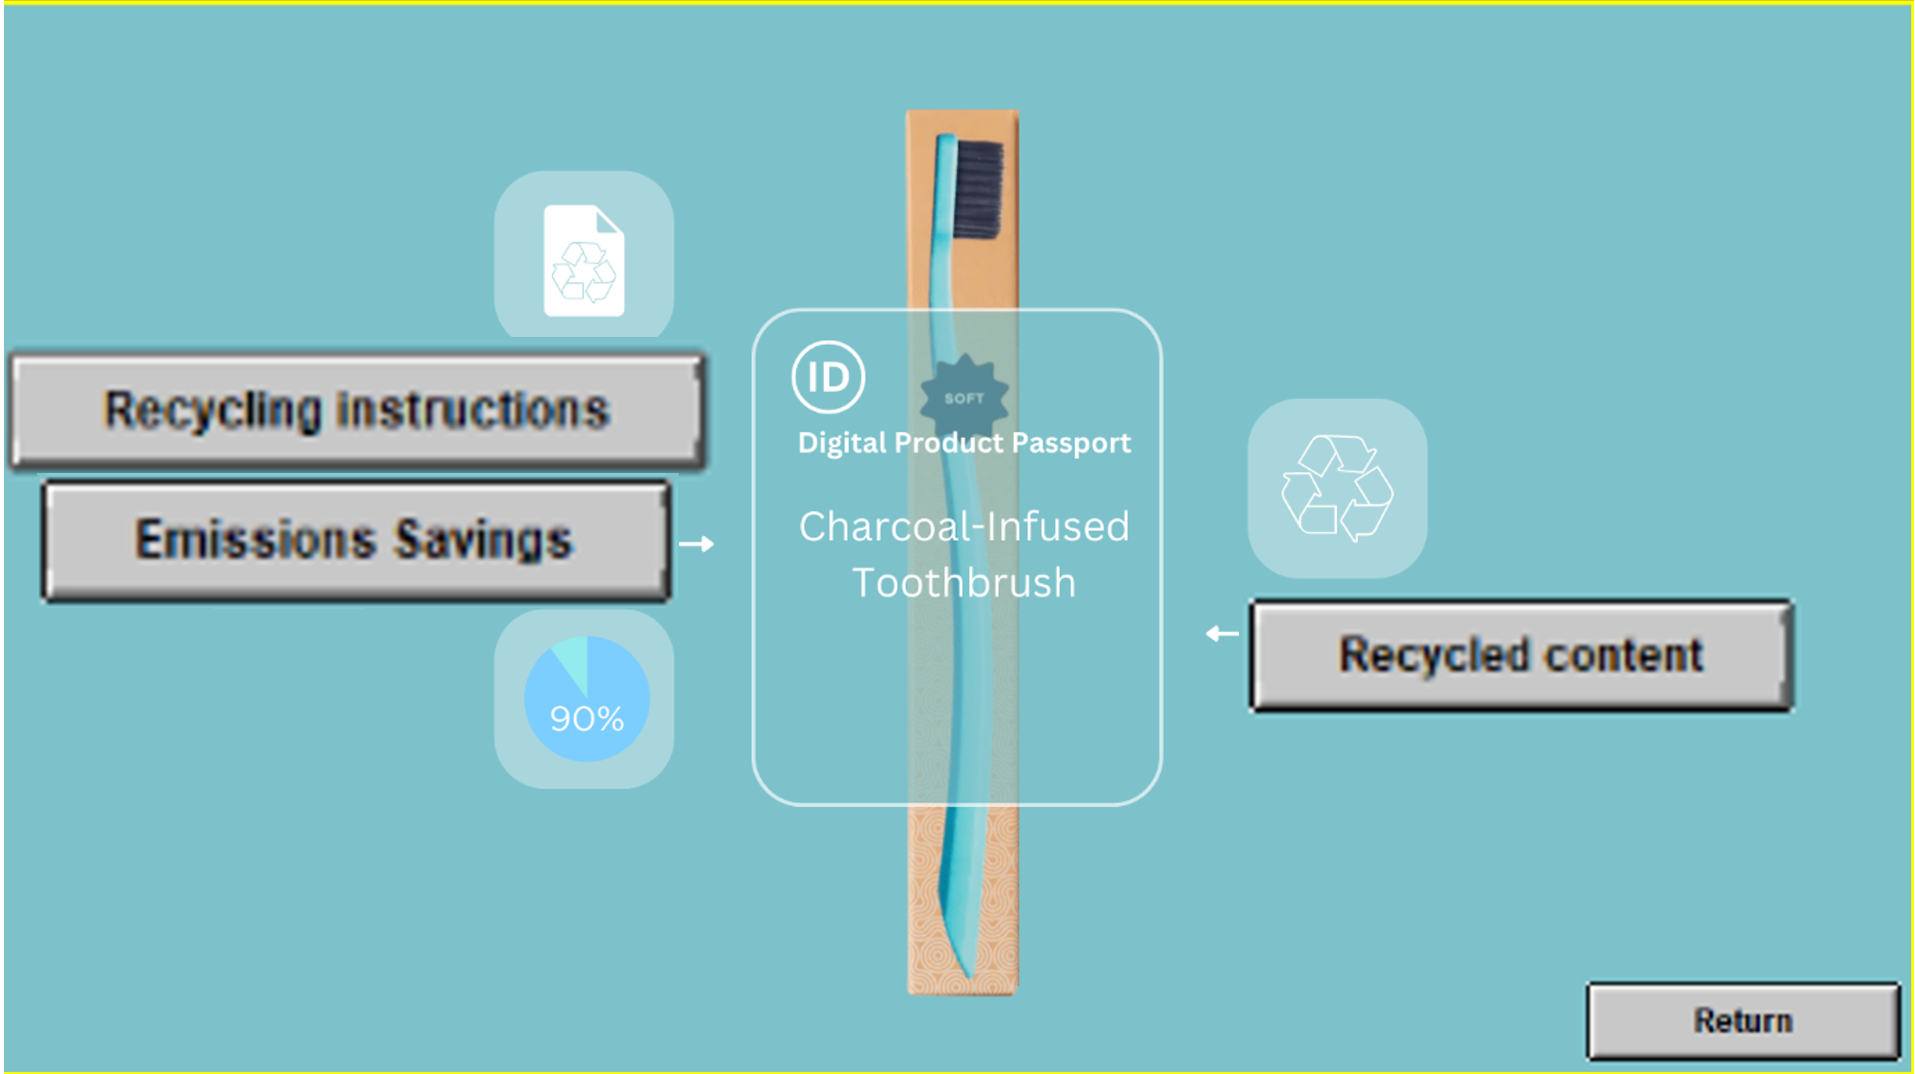 Recycling instructions
Emissions Savings
90%
ID
SOFT
Digital Product Passport
Charcoal-Infused
Toothbrush
Recycled content
Return